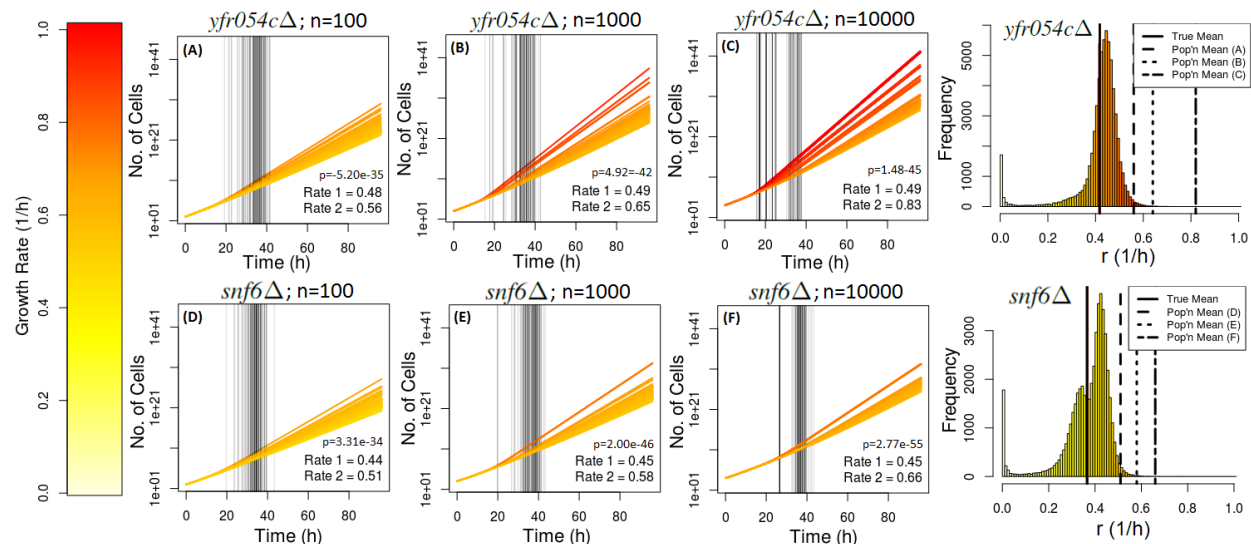 Growth Rate (1/h)
0.0
0.2
0.4
0.6
0.8
1.0
yfr054cΔ; n=100
(A)
No. of Cells
1e+01
1e+21
1e+41
p=-5.20e-35
Rate 1 = 0.48
Rate 2 = 0.56
0 20 40 60 80
Time (h)
yfr054cΔ; n=1000
(B)
No. of Cells
1e+01
1e+21
1e+41
p=4.92=-42
Rate 1 = 0.49
Rate 2 = 0.65
0 20 40 60 80
Time (h)
yfr054cΔ; n=10000
(C)
No. of Cells
1e+01
1e+21
1e+41
p=1.48-45
Rate 1 = 0.49
Rate 2 = 0.83
0 20 40 60 80
Time (h)
yfr054cΔ
True Mean
Pop'n Mean (A)
Pop'n Mean (B)
Pop'n Mean (C)
Frequency
0 1000 3000 5000
0.0 0.2 0.4 0.6 0.8 1.0
r (1/h)
snf6Δ; n=100
(D)
No. of Cells
1e+01
1e+21
1e+41
p=3.31e-34
Rate 1 = 0.44
Rate 2 = 0.51
0 20 40 60 80
Time (h)
snf6Δ; n=1000
(E)
No. of Cells
1e+01
1e+21
1e+41
p=2.00e-46
Rate 1 = 0.45
Rate 2 = 0.58
0 20 40 60 80
Time (h)
snf6Δ; n=10000
(F)
No. of Cells
1e+01
1e+21
1e+41
p=2.77e-55
Rate 1 = 0.45
Rate 2 = 0.66
0 20 40 60 80
Time (h)
snf6Δ
True Mean
Pop'n Mean (D)
Pop'n Mean (E)
Pop'n Mean (F)
Frequency
0 1000 2000 3000
0.0 0.2 0.4 0.6 0.8 1.0
r (1/h)